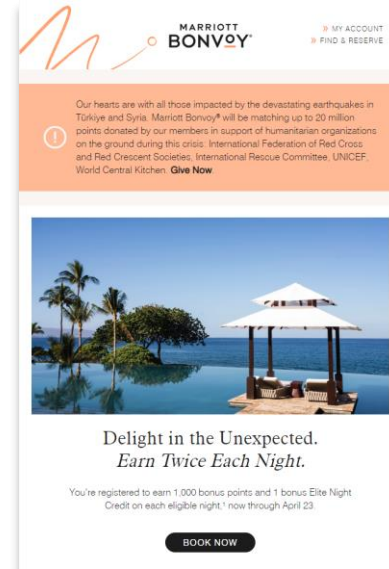 MARRIOTT
BONVOY®
» MY ACCOUNT
» FIND & RESERVE
Our hearts are with all those impacted by the devastating earthquakes in
Türkiye and Syria. Marriott Bonvoy® will be matching up to 20 million
points donated by our members in support of humanitarian organizations
on the ground during this crisis: International Federation of Red Cross
and Red Crescent Societies, International Rescue Committee, UNICEF,
World Central Kitchen. Give Now.
Delight in the Unexpected.
Earn Twice Each Night.
You're registered to earn 1,000 bonus points and 1 bonus Elite Night
Credit on each eligible night,¹ now through April 23.
BOOK NOW